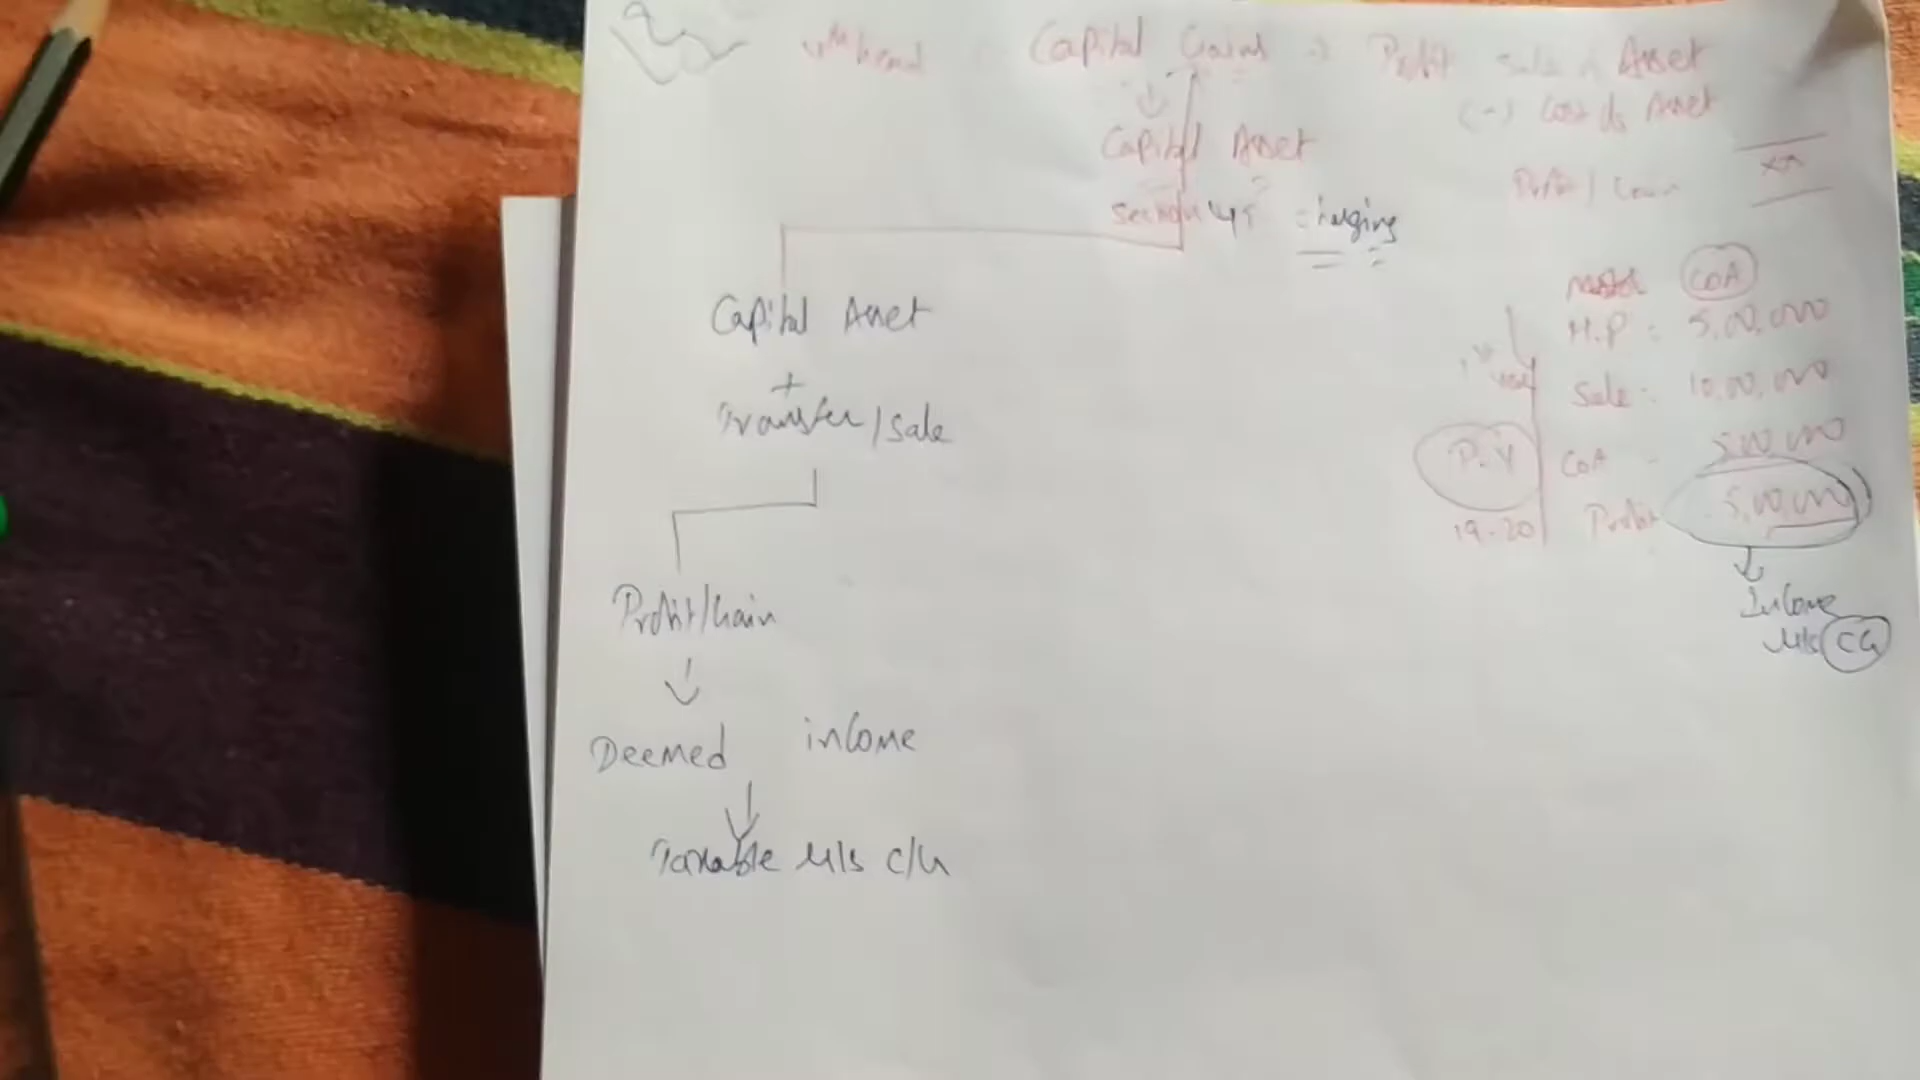 head Capital Gains → Profit Sale of Asset
(-) Cost of Asset
Capital Asset
Profit / Gain xx
Section 45 = charging
Capital Asset
+
Transfer/Sale
Profit/Gain
Deemed income
Taxable u/s C/G
COA
H.P : 5,00,000
Sale : 10,00,000
P.Y COA - 5,00,000
19-20 Profit 5,00,000
Income
u/s CG